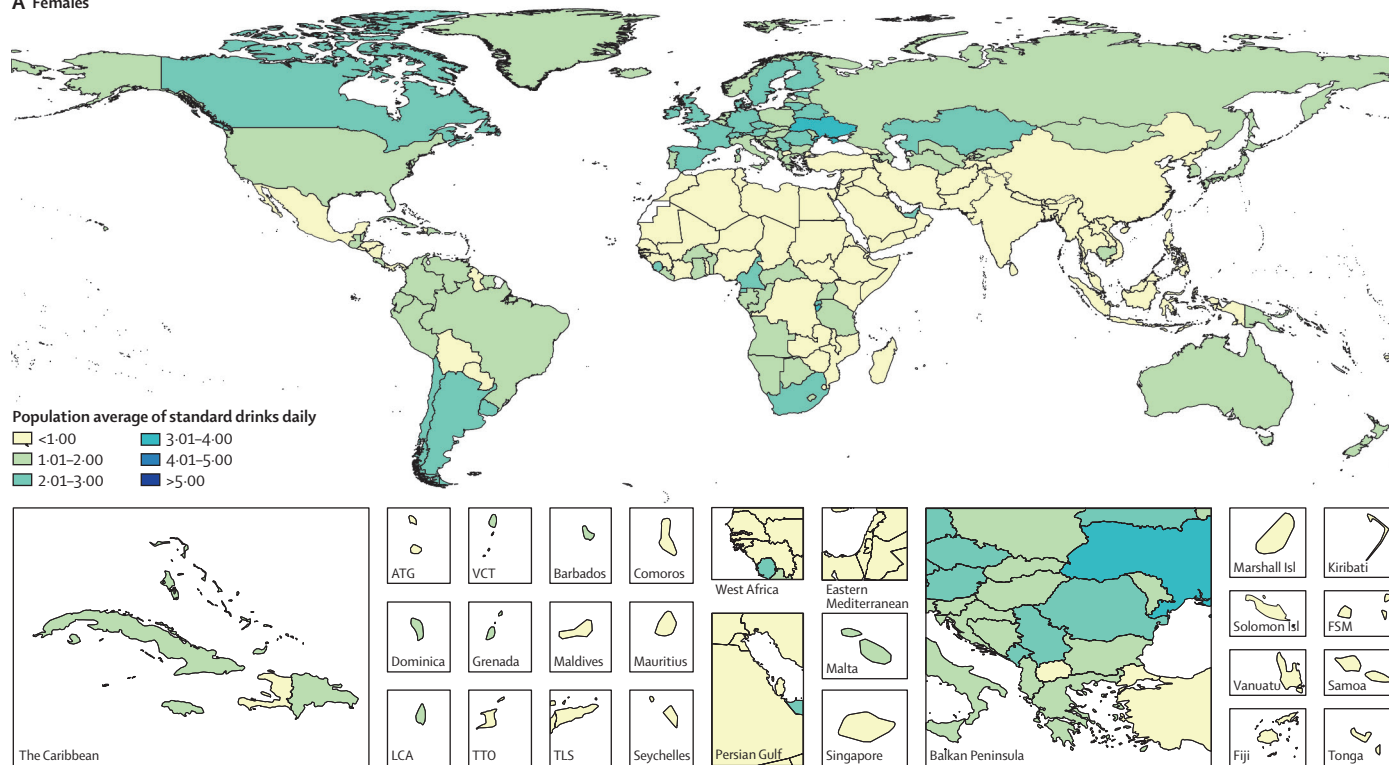 A Females
Population average of standard drinks daily
<1·00
1·01–2·00
2·01–3·00
3·01–4·00
4·01–5·00
>5·00
The Caribbean
ATG
VCT
Barbados
Comoros
Dominica
Grenada
Maldives
Mauritius
LCA
TTO
TLS
Seychelles
West Africa
Eastern
Mediterranean
Persian Gulf
Malta
Singapore
Balkan Peninsula
Marshall Isl
Kiribati
Solomon Isl
FSM
Vanuatu
Samoa
Fiji
Tonga